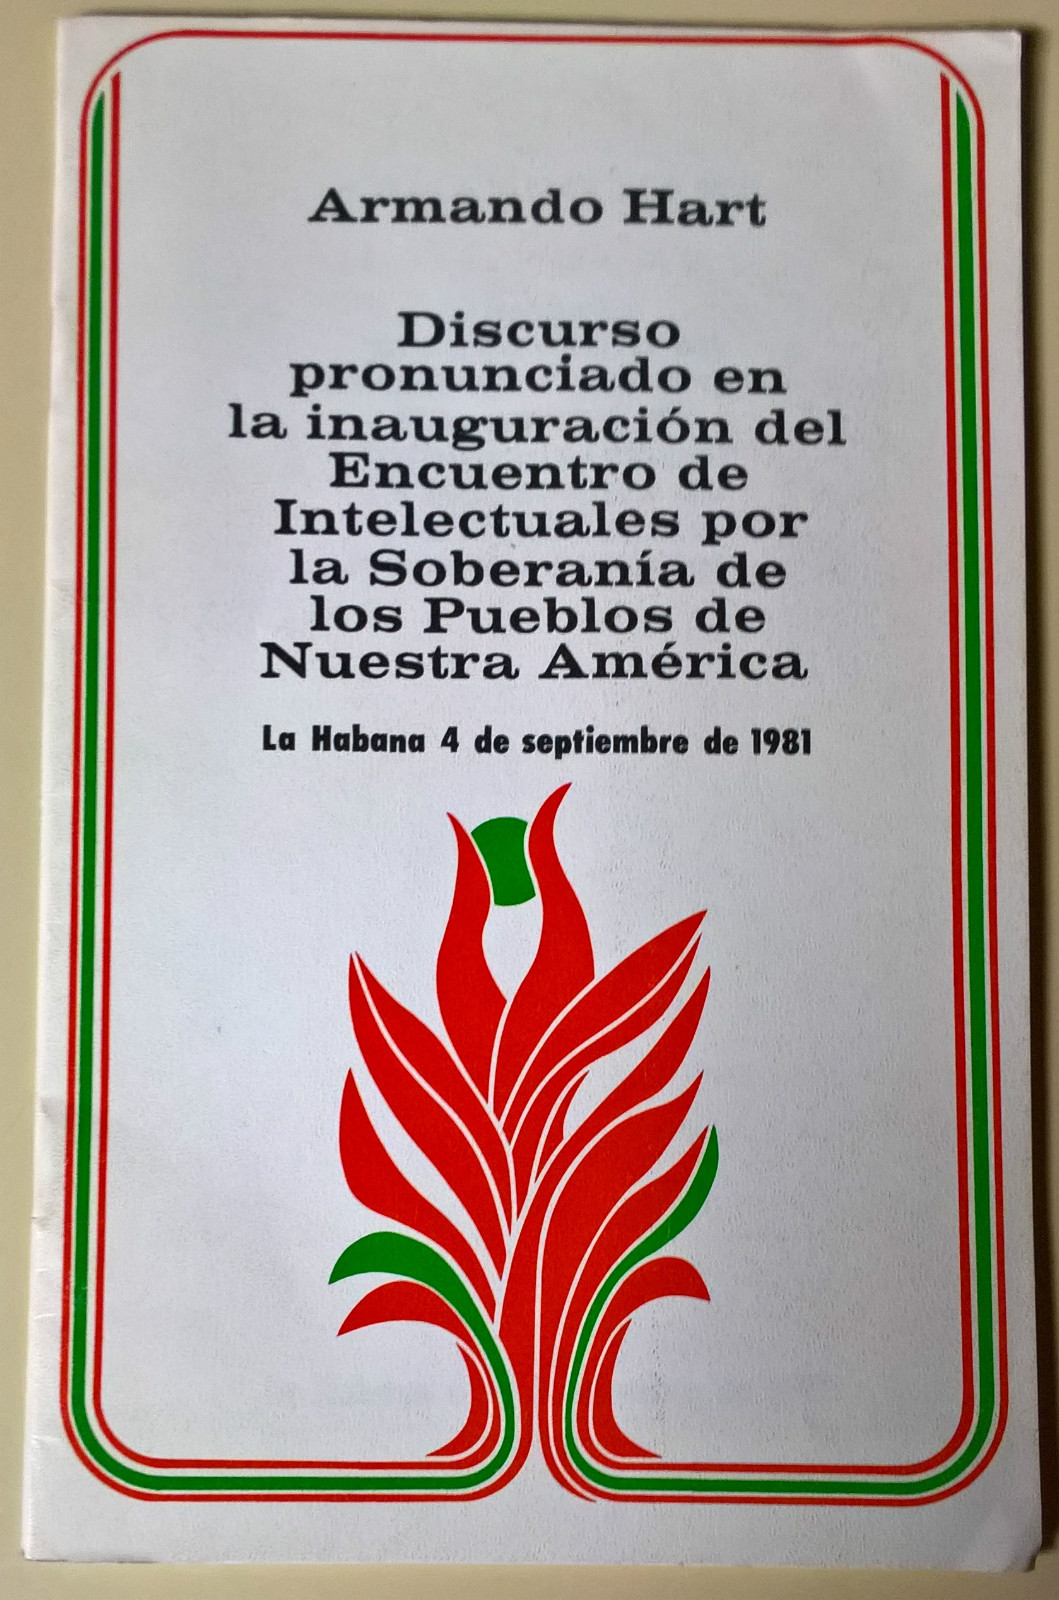 Armando Hart
Discurso
pronunciado en
la inauguración del
Encuentro de
Intelectuales por
la Soberanía de
los Pueblos de
Nuestra América
La Habana 4 de septiembre de 1981